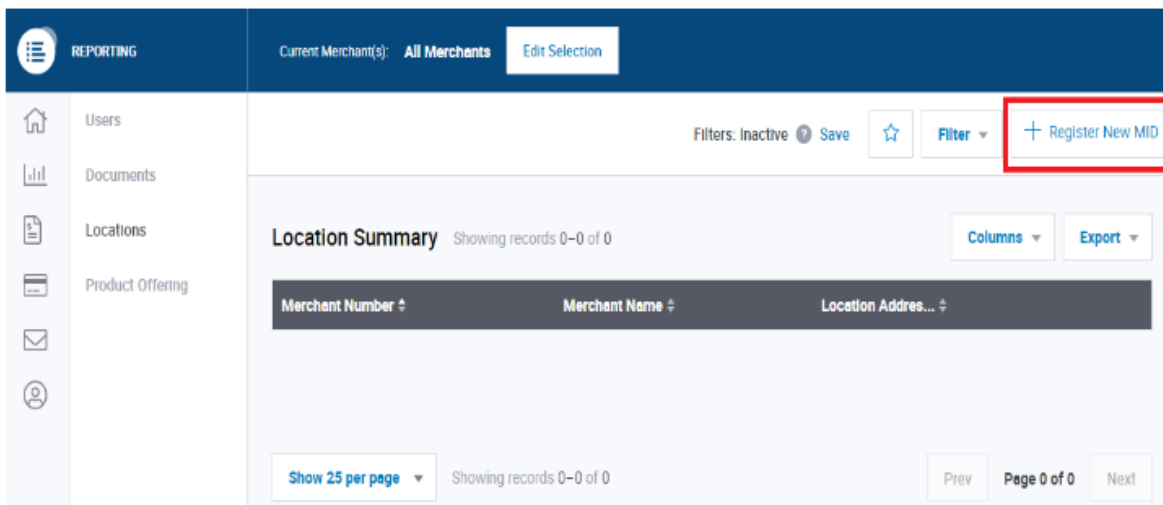 REPORTING
Current Merchant(s): All Merchants Edit Selection
Users
Documents
Locations
Product Offering
Filters: Inactive ? Save Filter + Register New MID
Location Summary Showing records 0–0 of 0 Columns Export
Merchant Number Merchant Name Location Addres...
Show 25 per page Showing records 0–0 of 0 Prev Page 0 of 0 Next